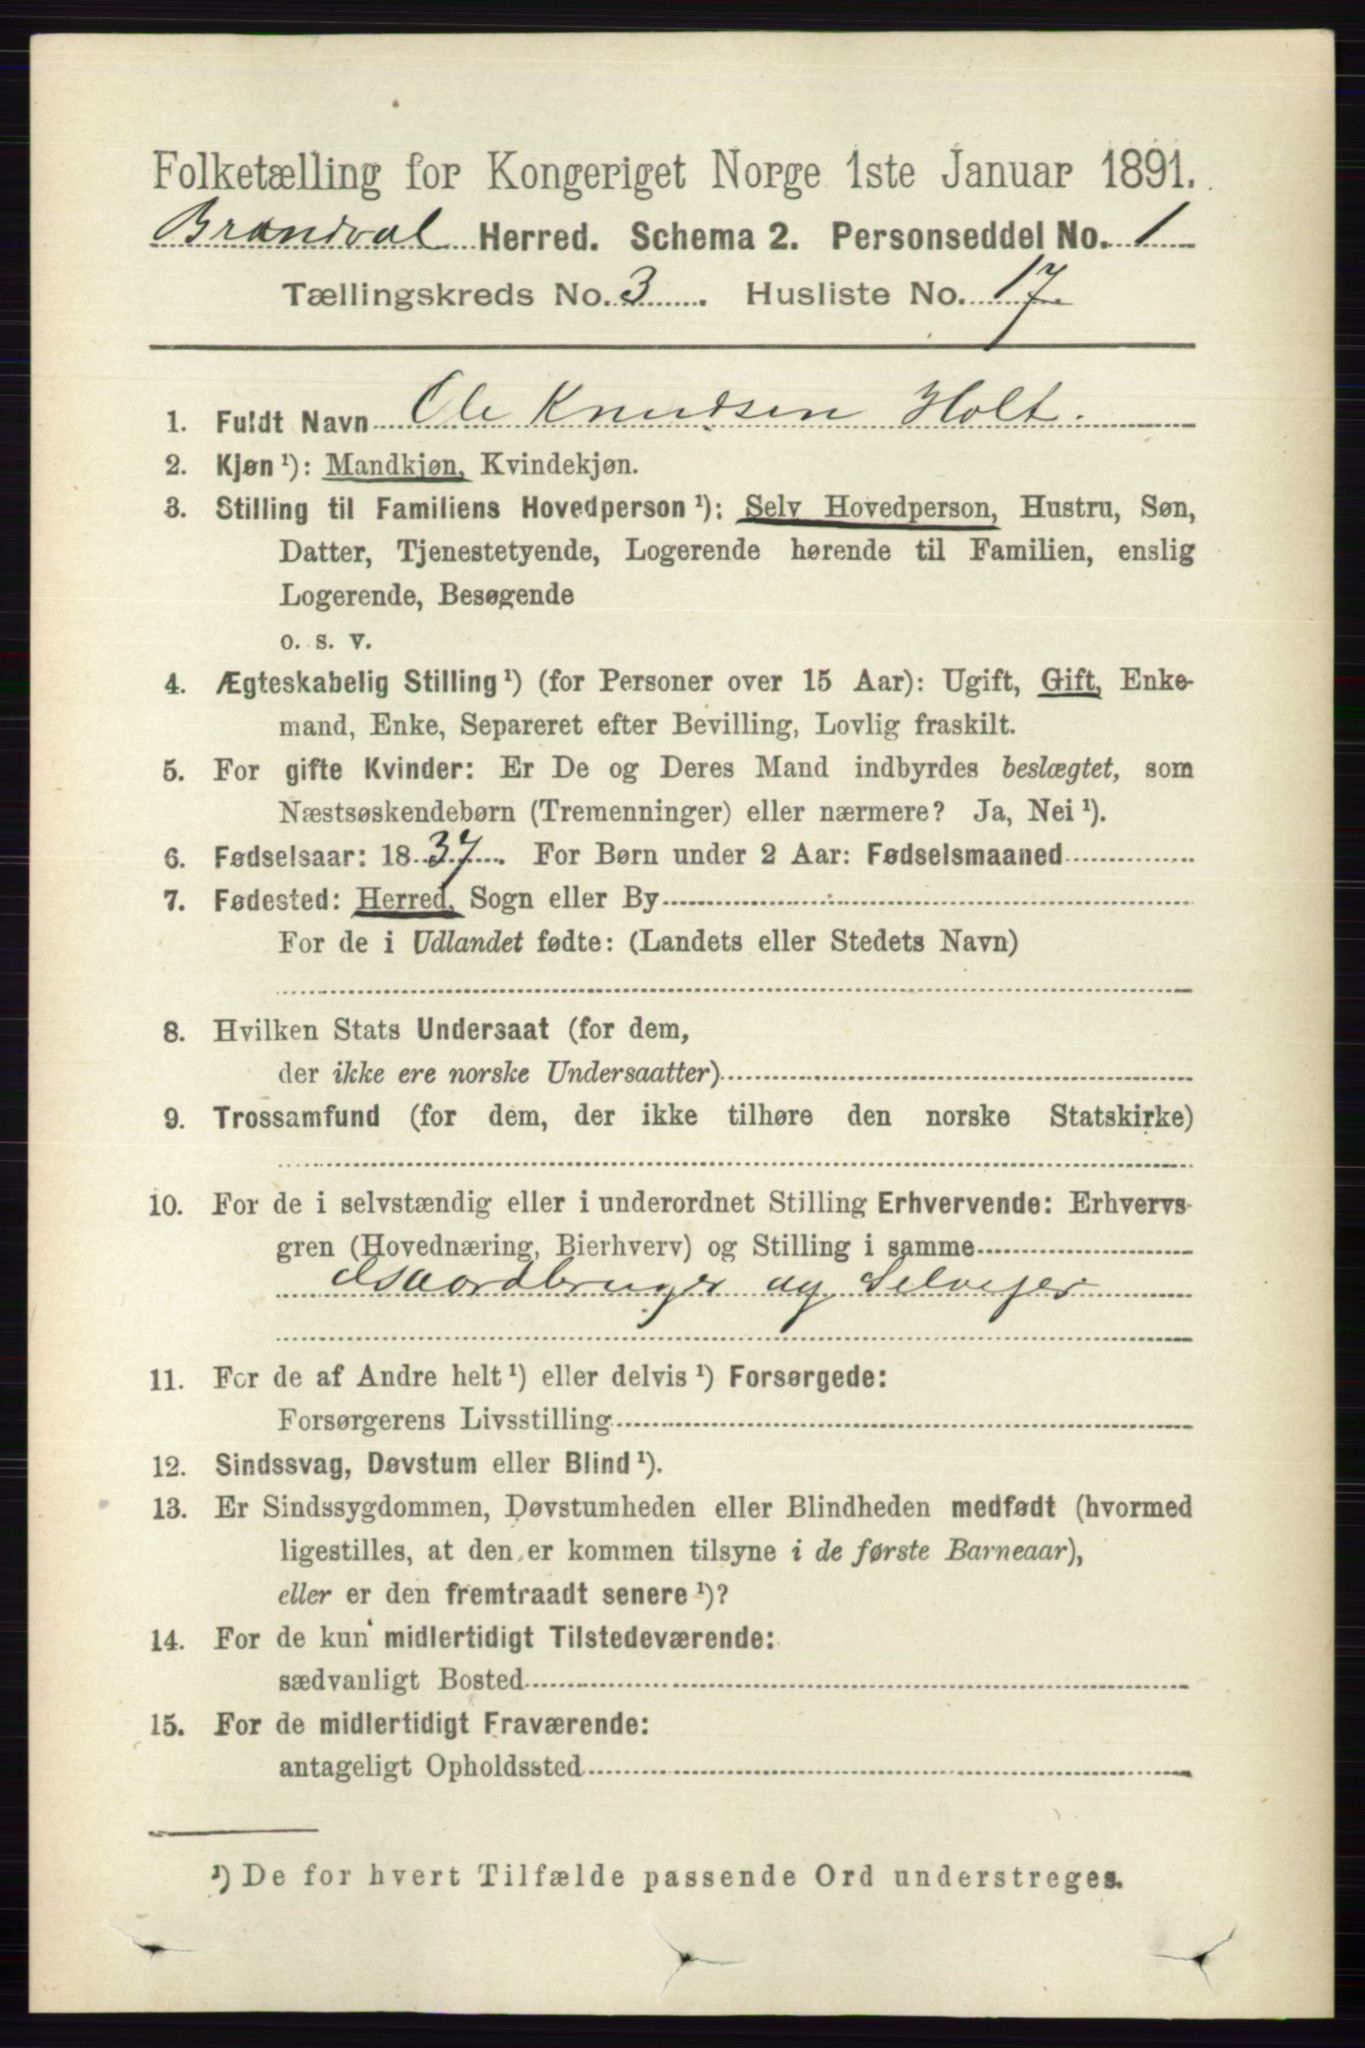 Folketælling for Kongeriget Norge 1ste Januar 1891.
Brandval Herred. Schema 2. Personseddel No. 1
Tællingskreds No. 3. Husliste No. 17
1. Fuldt Navn Ole Knudsen Holt.
2. Kjøn ¹): Mandkjøn, Kvindekjøn.
3. Stilling til Familiens Hovedperson ¹): Selv Hovedperson, Hustru, Søn,
Datter, Tjenestetyende, Logerende hørende til Familien, enslig
Logerende, Besøgende
o. s. v.
4. Ægteskabelig Stilling ¹) (for Personer over 15 Aar): Ugift, Gift, Enke-
mand, Enke, Separeret efter Bevilling, Lovlig fraskilt.
5. For gifte Kvinder: Er De og Deres Mand indbyrdes beslægtet, som
Næstsøskendebørn (Tremenninger) eller nærmere? Ja, Nei ¹).
6. Fødselsaar: 1837. For Børn under 2 Aar: Fødselsmaaned
7. Fødested: Herred, Sogn eller By
For de i Udlandet fødte: (Landets eller Stedets Navn)
8. Hvilken Stats Undersaat (for dem,
der ikke ere norske Undersaatter)
9. Trossamfund (for dem, der ikke tilhøre den norske Statskirke)
10. For de i selvstændig eller i underordnet Stilling Erhvervende: Erhvervs-
gren (Hovednæring, Bierhverv) og Stilling i samme
Gaardbruger og Selveier
11. For de af Andre helt ¹) eller delvis ¹) Forsørgede:
Forsørgerens Livsstilling
12. Sindssvag, Døvstum eller Blind ¹).
13. Er Sindssygdommen, Døvstumheden eller Blindheden medfødt (hvormed
ligestilles, at den er kommen tilsyne i de første Barneaar),
eller er den fremtraadt senere ¹)?
14. For de kun midlertidigt Tilstedeværende:
sædvanligt Bosted
15. For de midlertidigt Fraværende:
antageligt Opholdssted
¹) De for hvert Tilfælde passende Ord understreges.